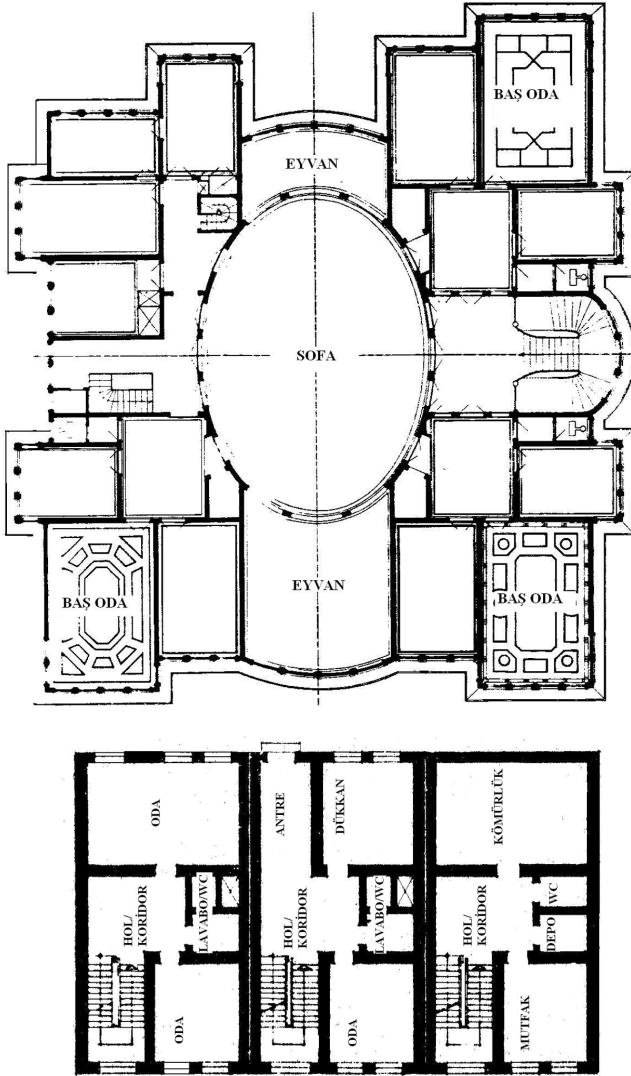 BAŞ ODA
EYVAN
SOFA
EYVAN
BAŞ ODA
BAŞ ODA
ODA
HOL/
KORİDOR
LAVABO/WC
ODA
ANTRE
DÜKKAN
HOL/
KORİDOR
LAVABO/WC
ODA
KÖMÜRLÜK
HOL/
KORİDOR
WC
DEPO
MUTFAK